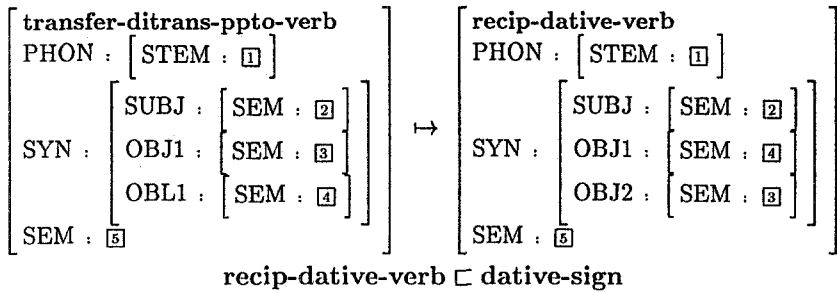 transfer-ditrans-ppto-verb ↦ recip-dative-verb
PHON : [ STEM : 1 ] PHON : [ STEM : 1 ]
SUBJ : [ SEM : 2 ] SUBJ : [ SEM : 2 ]
SYN : OBJ1 : [ SEM : 3 ] ↦ SYN : OBJ1 : [ SEM : 4 ]
OBL1 : [ SEM : 4 ] OBJ2 : [ SEM : 3 ]
SEM : 5 SEM : 5
recip-dative-verb ⊏ dative-sign